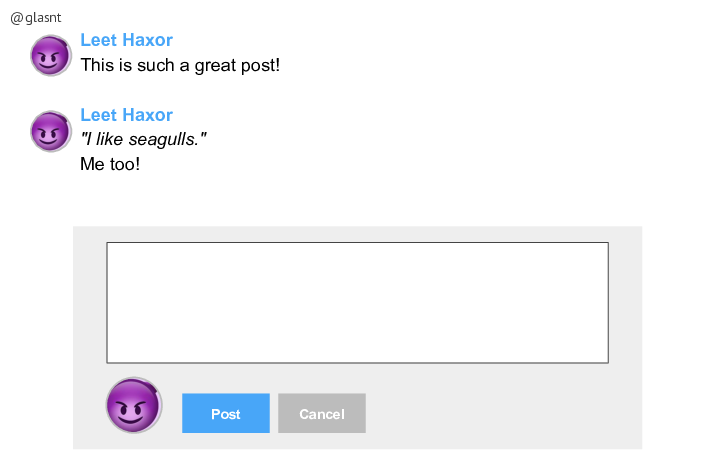 @glasnt
Leet Haxor
This is such a great post!
Leet Haxor
"I like seagulls."
Me too!
Post
Cancel